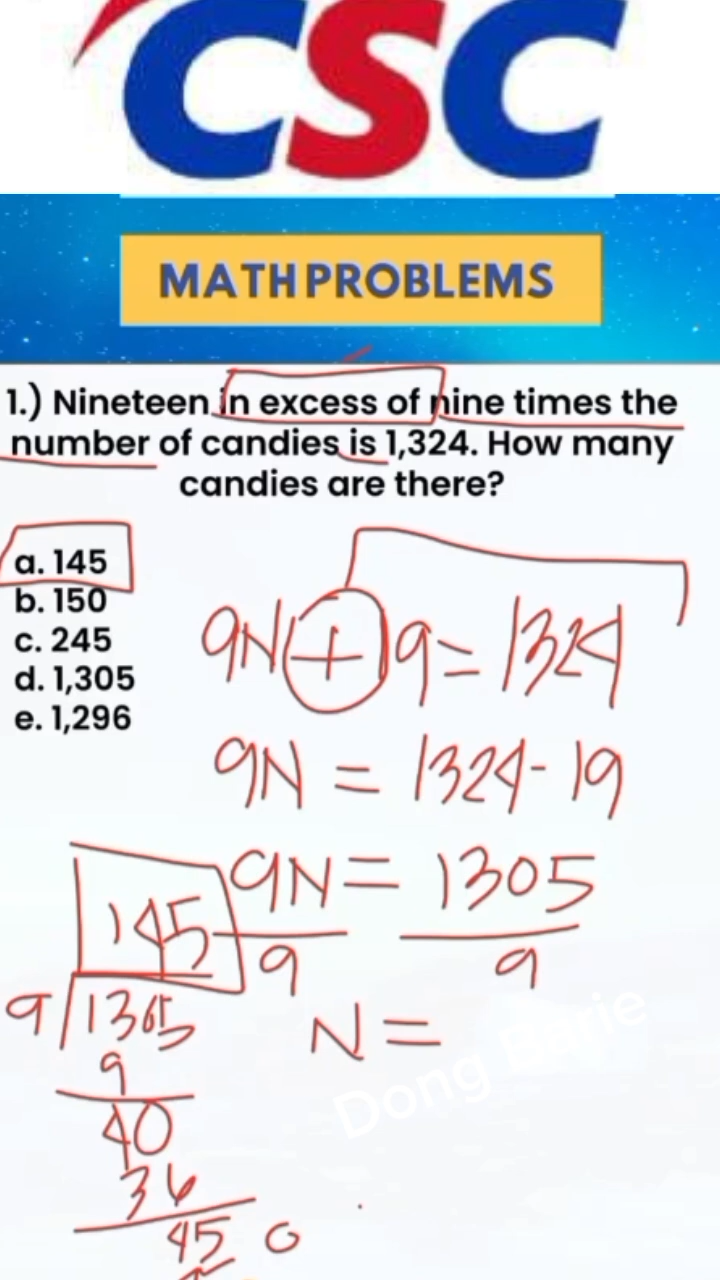 CSC
MATH PROBLEMS
1.) Nineteen in excess of nine times the
number of candies is 1,324. How many
candies are there?
a. 145
b. 150
c. 245
d. 1,305
e. 1,296
9N + 19 = 1324
9N = 1324 - 19
9N = 1305
9 9
N =
145
9 1305
9
40
36
45 0
Dong